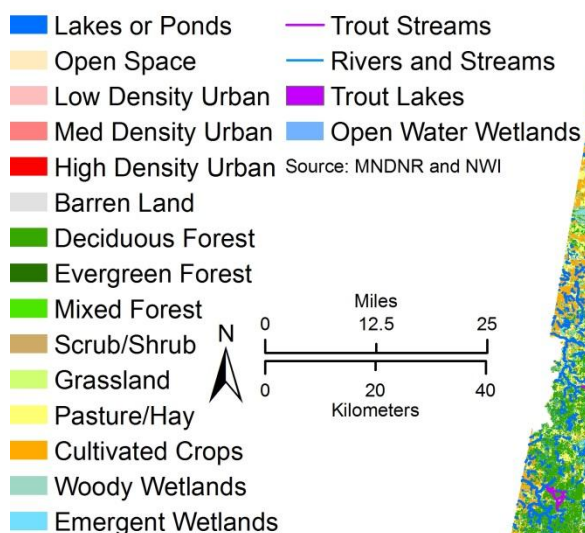 Lakes or Ponds
Open Space
Low Density Urban
Med Density Urban
High Density Urban
Barren Land
Deciduous Forest
Evergreen Forest
Mixed Forest
Scrub/Shrub
Grassland
Pasture/Hay
Cultivated Crops
Woody Wetlands
Emergent Wetlands
Trout Streams
Rivers and Streams
Trout Lakes
Open Water Wetlands
Source: MNDNR and NWI
N
Miles
0 12.5 25
0 20 40
Kilometers